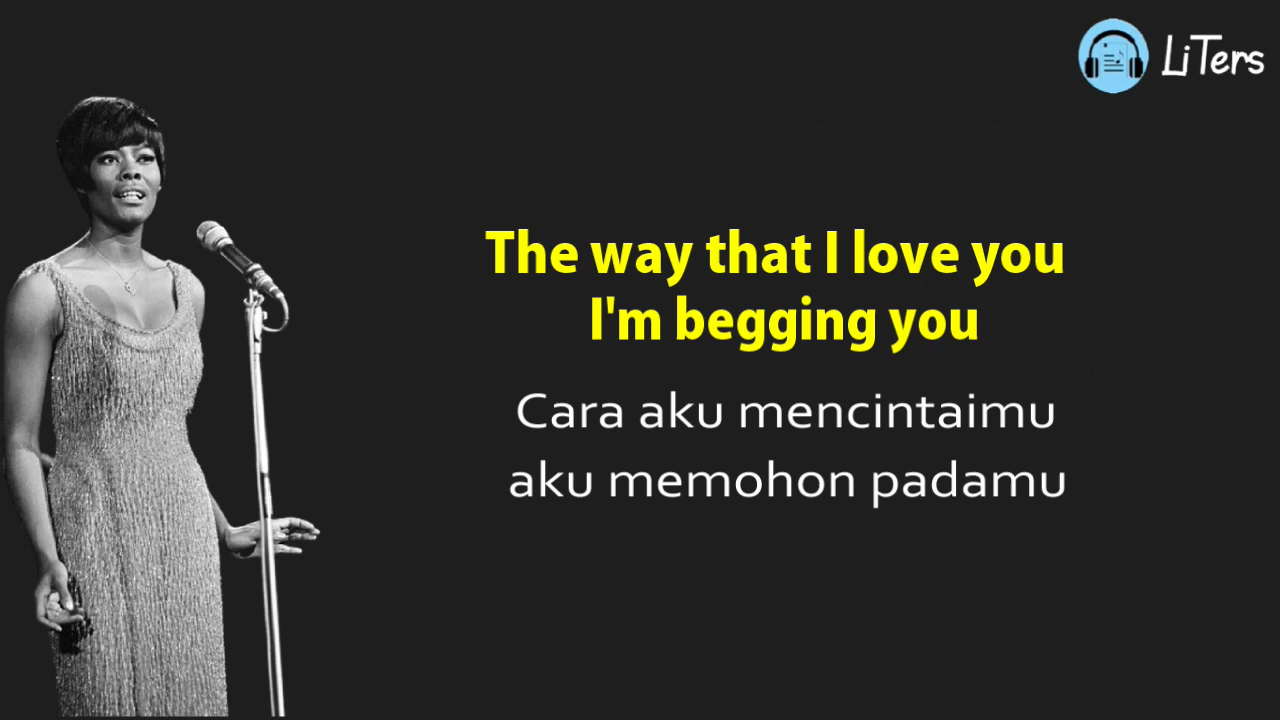 LiTers
The way that I love you
I'm begging you
Cara aku mencintaimu
aku memohon padamu